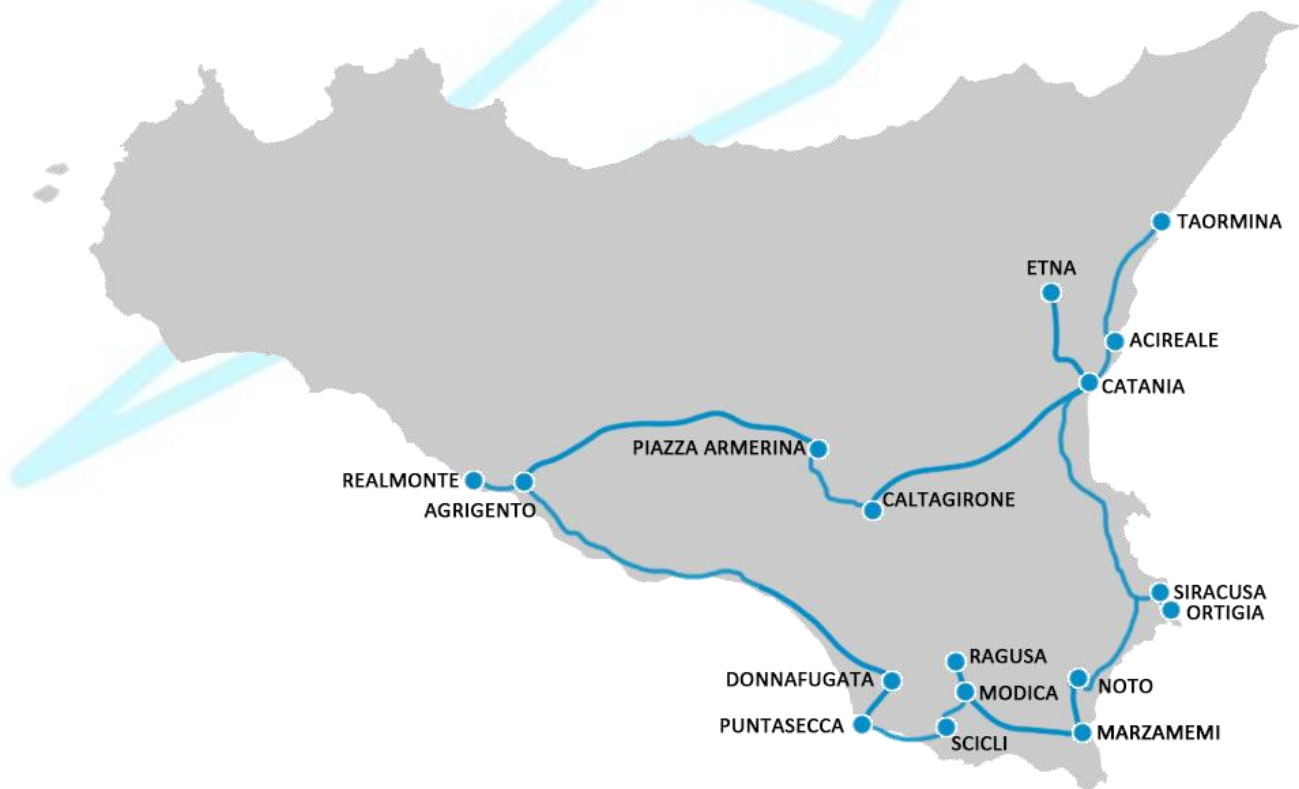 TAORMINA
ETNA
ACIREALE
CATANIA
PIAZZA ARMERINA
REALMONTE
CALTAGIRONE
AGRIGENTO
SIRACUSA
ORTIGIA
RAGUSA
DONNAFUGATA
NOTO
MODICA
PUNTASECCA
MARZAMEMI
SCICLI